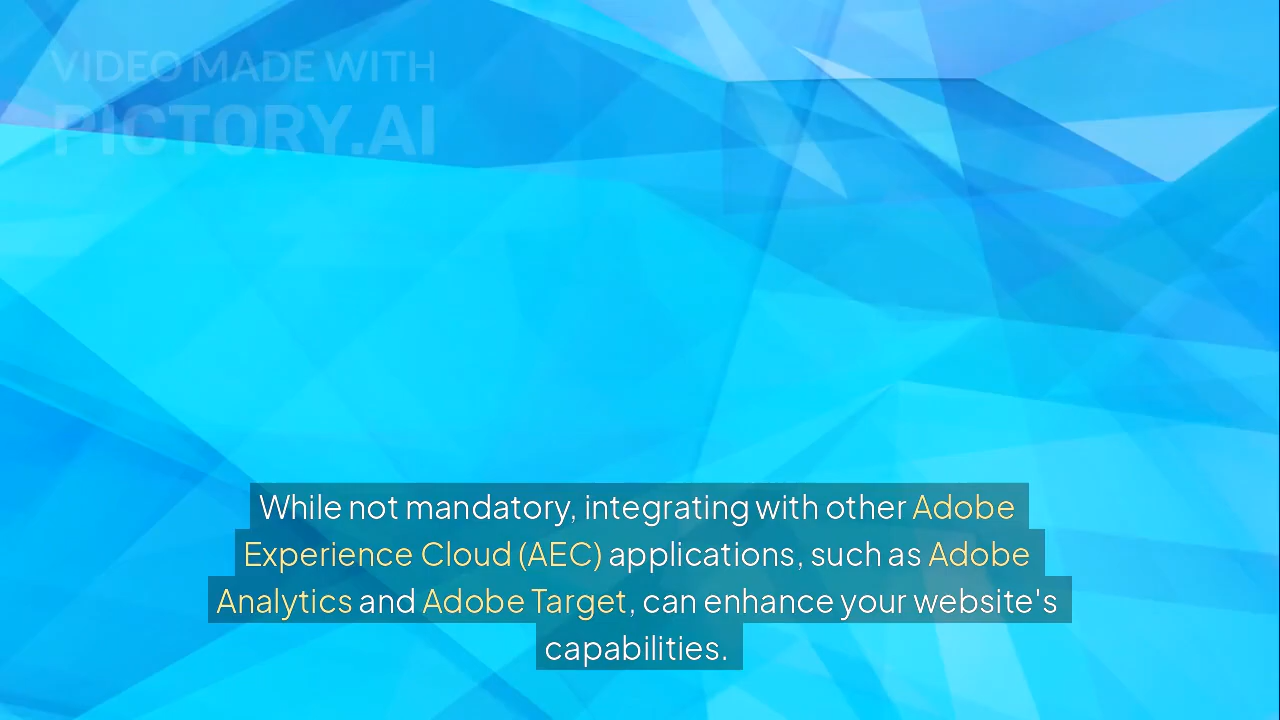 VIDEO MADE WITH
PICTORY.AI
While not mandatory, integrating with other Adobe
Experience Cloud (AEC) applications, such as Adobe
Analytics and Adobe Target, can enhance your website's
capabilities.